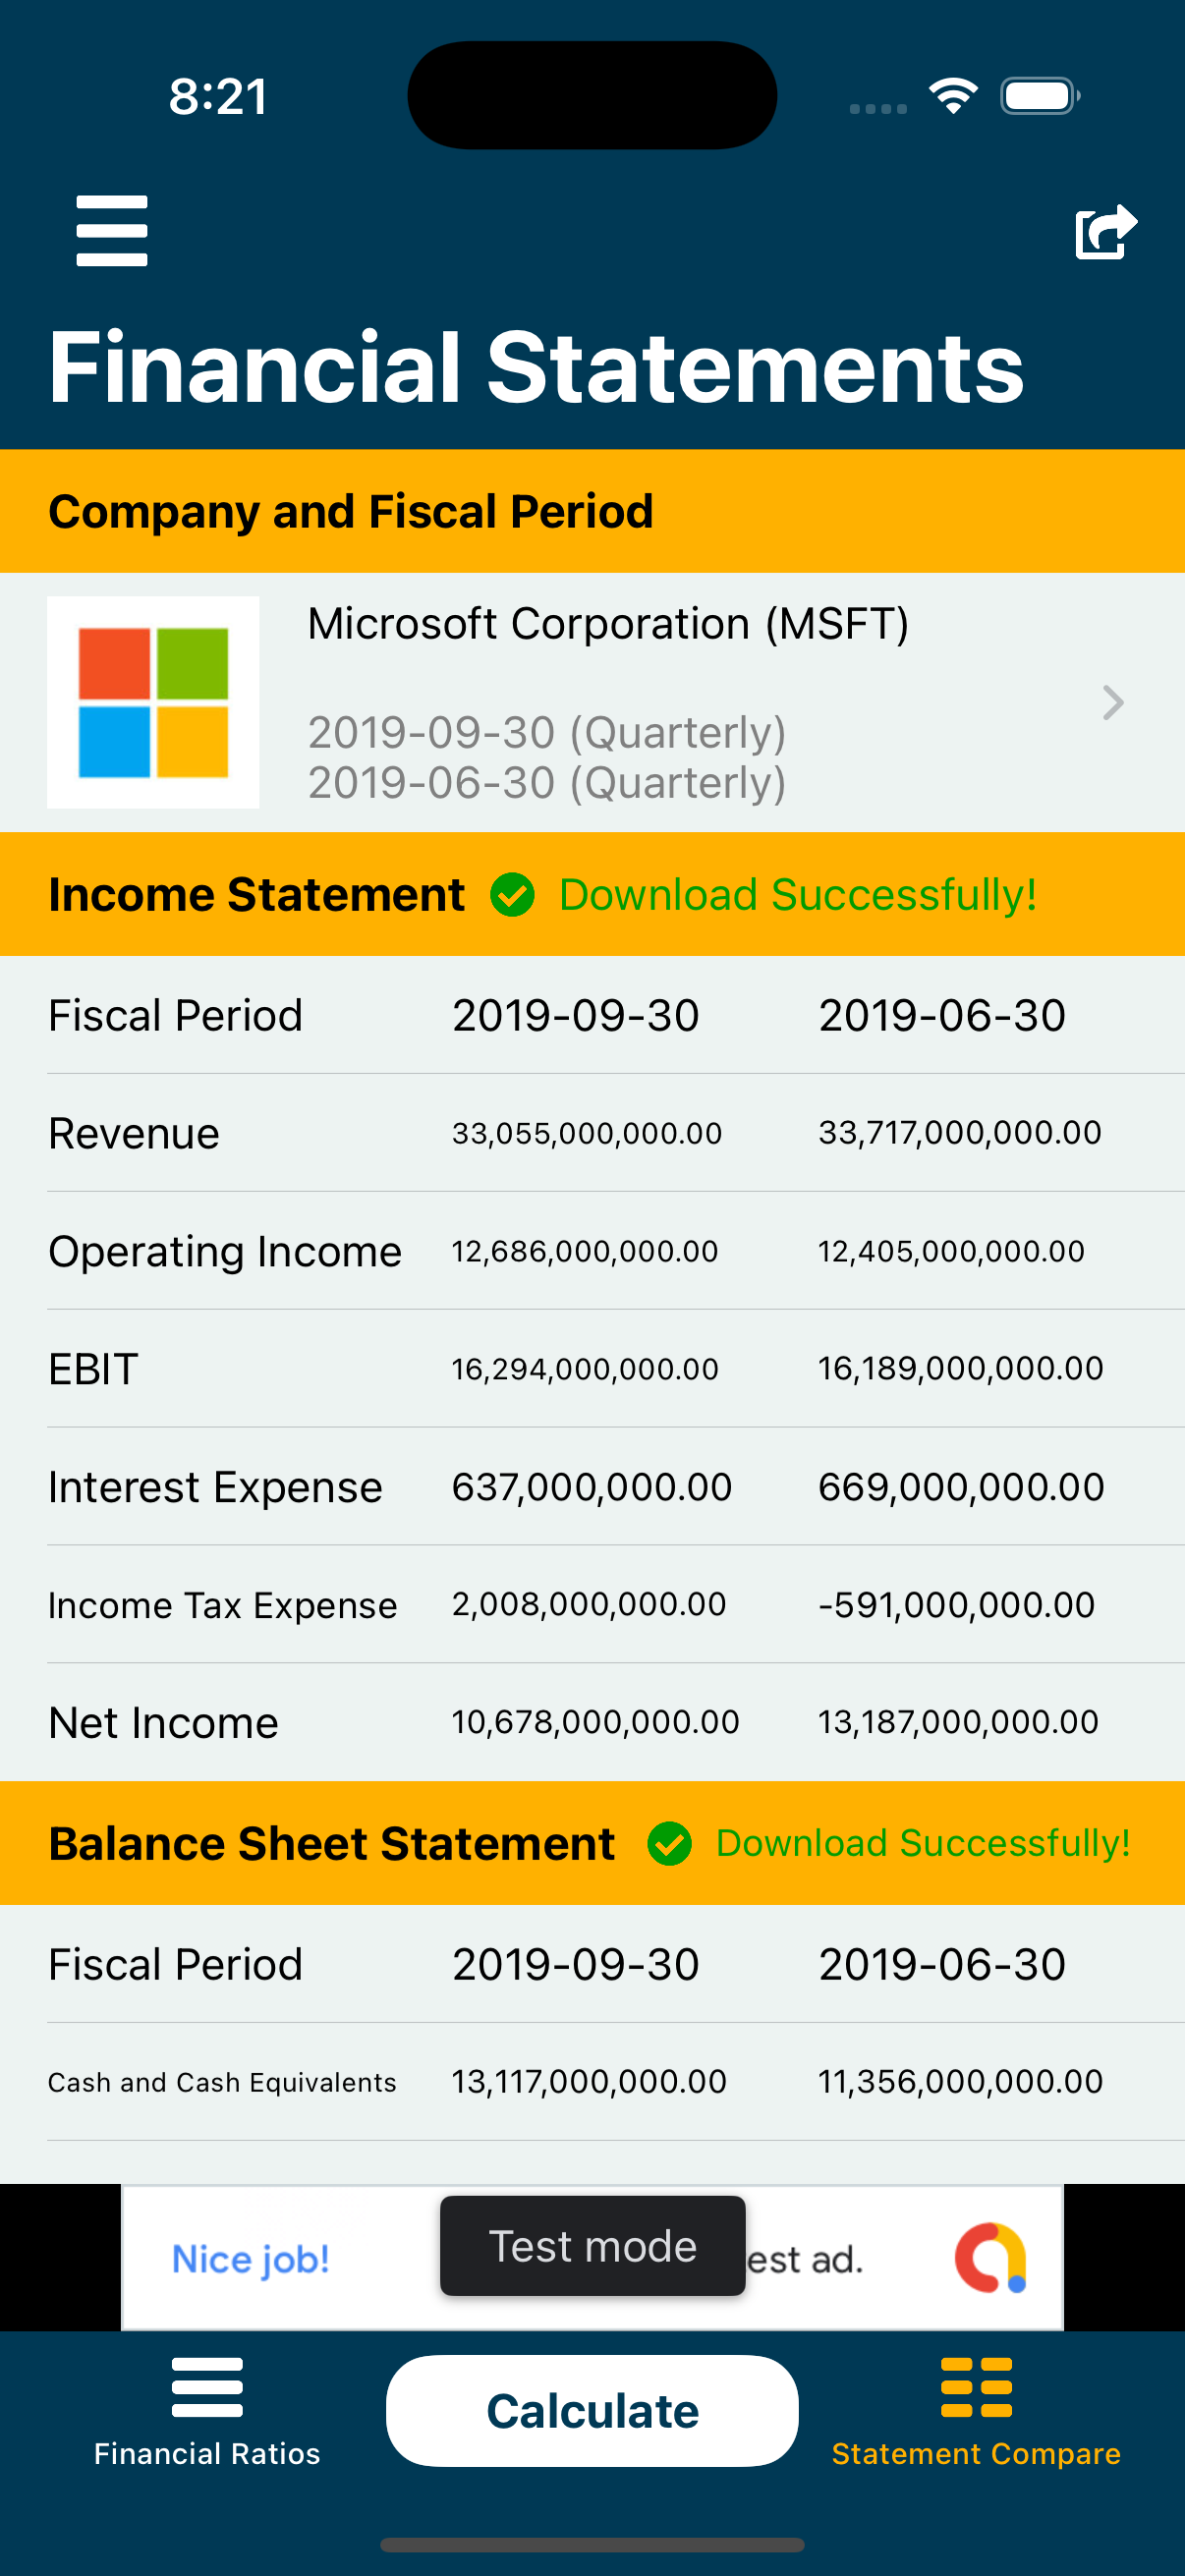 8:21
Financial Statements
Company and Fiscal Period
Microsoft Corporation (MSFT)
2019-09-30 (Quarterly)
2019-06-30 (Quarterly)
Income Statement Download Successfully!
Fiscal Period 2019-09-30 2019-06-30
Revenue 33,055,000,000.00 33,717,000,000.00
Operating Income 12,686,000,000.00 12,405,000,000.00
EBIT 16,294,000,000.00 16,189,000,000.00
Interest Expense 637,000,000.00 669,000,000.00
Income Tax Expense 2,008,000,000.00 -591,000,000.00
Net Income 10,678,000,000.00 13,187,000,000.00
Balance Sheet Statement Download Successfully!
Fiscal Period 2019-09-30 2019-06-30
Cash and Cash Equivalents 13,117,000,000.00 11,356,000,000.00
Test mode
Nice job! est ad.
Calculate
Financial Ratios Statement Compare